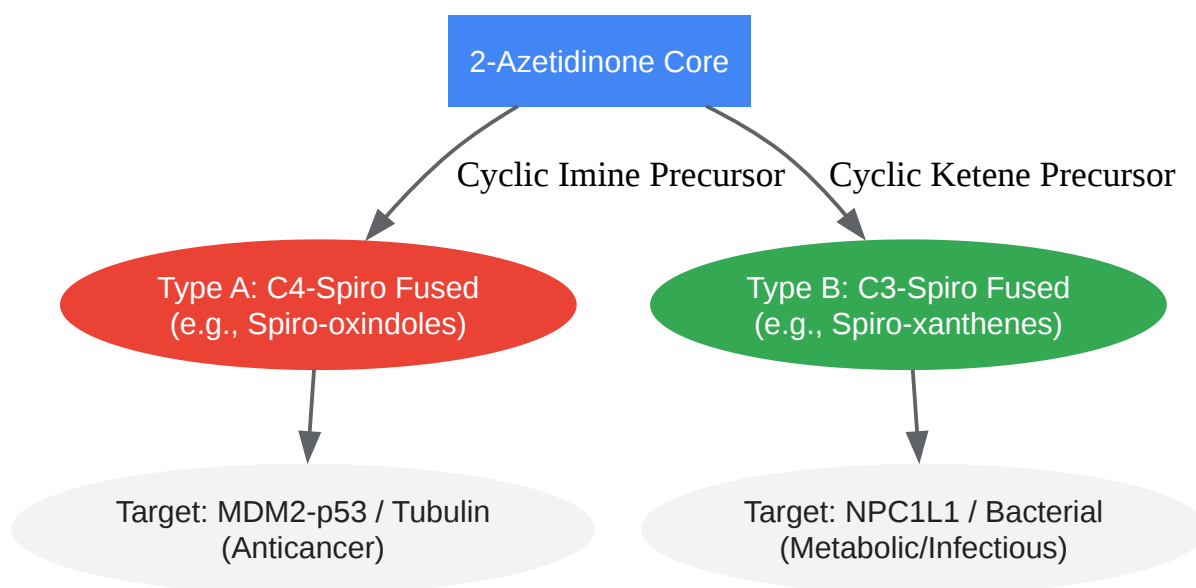 2-Azetidinone Core
Cyclic Imine Precursor
Cyclic Ketene Precursor
Type A: C4-Spiro Fused
(e.g., Spiro-oxindoles)
Type B: C3-Spiro Fused
(e.g., Spiro-xanthenes)
Target: MDM2-p53 / Tubulin
(Anticancer)
Target: NPC1L1 / Bacterial
(Metabolic/Infectious)